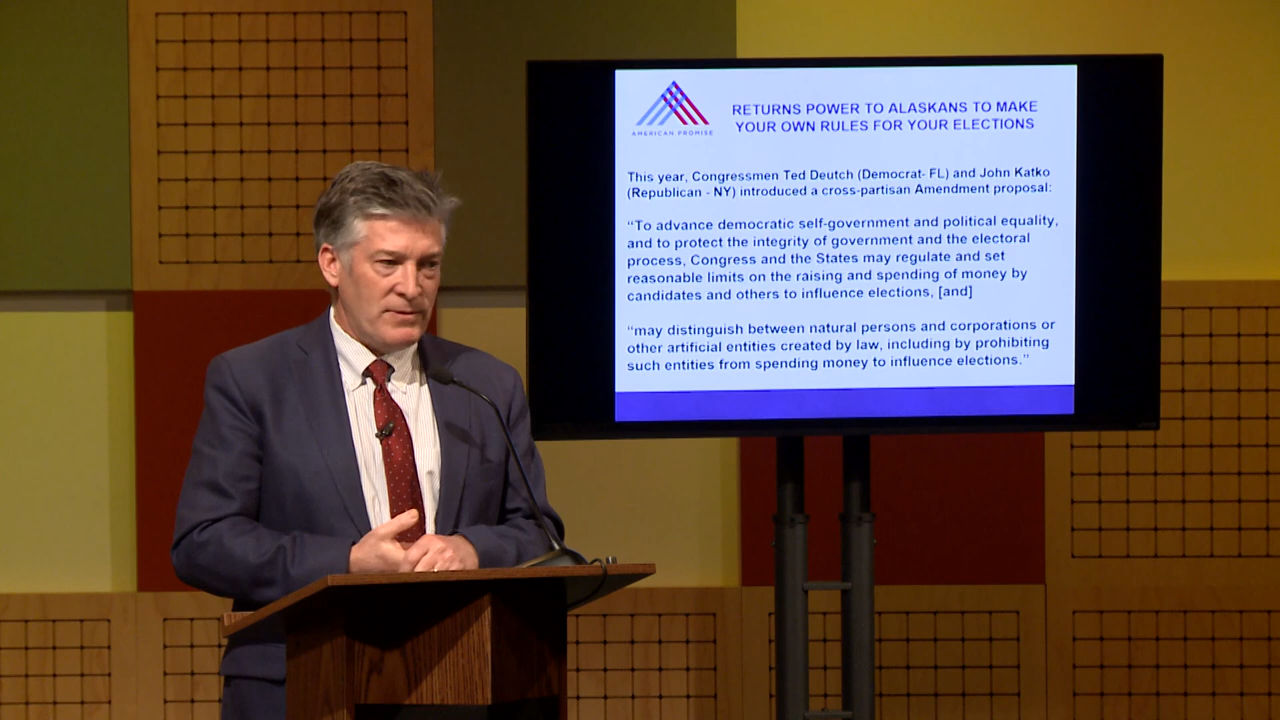 RETURNS POWER TO ALASKANS TO MAKE
YOUR OWN RULES FOR YOUR ELECTIONS
AMERICAN PROMISE
This year, Congressmen Ted Deutch (Democrat- FL) and John Katko
(Republican - NY) introduced a cross-partisan Amendment proposal:
“To advance democratic self-government and political equality,
and to protect the integrity of government and the electoral
process, Congress and the States may regulate and set
reasonable limits on the raising and spending of money by
candidates and others to influence elections, [and]
“may distinguish between natural persons and corporations or
other artificial entities created by law, including by prohibiting
such entities from spending money to influence elections.”